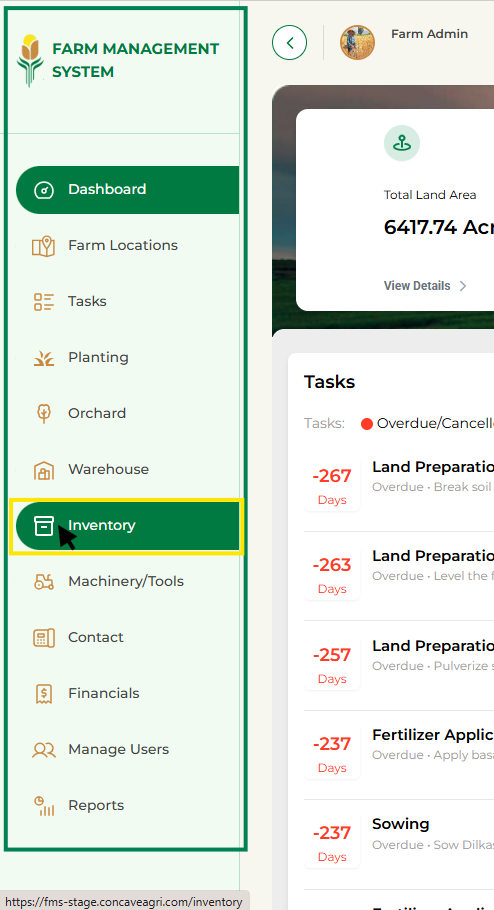 FARM MANAGEMENT
SYSTEM
Dashboard
Farm Locations
Tasks
Planting
Orchard
Warehouse
Inventory
Machinery/Tools
Contact
Financials
Manage Users
Reports
https://fms-stage.concaveagri.com/inventory
Farm Admin
Total Land Area
6417.74 Acr
View Details
Tasks
Tasks: Overdue/Cancell
-267 Days
Land Preparatio
Overdue • Break soil
-263 Days
Land Preparatio
Overdue • Level the f
-257 Days
Land Preparatio
Overdue • Pulverize s
-237 Days
Fertilizer Applic
Overdue • Apply basa
-237 Days
Sowing
Overdue • Sow Dilkas